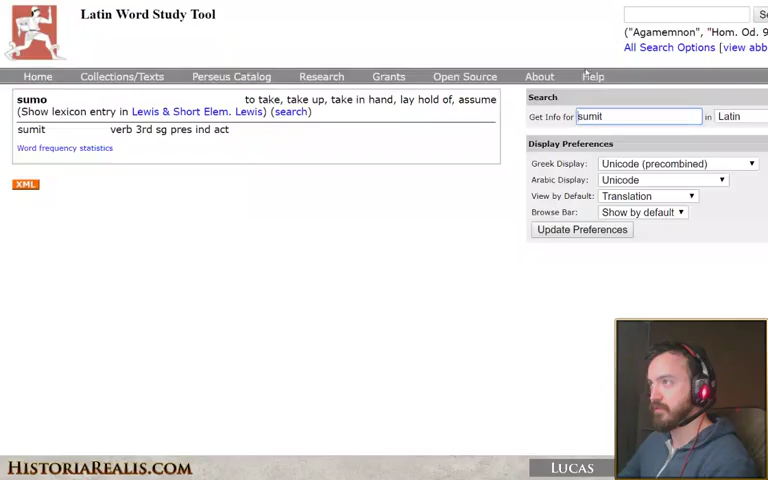 Latin Word Study Tool
("Agamemnon", "Hom. Od. 9
All Search Options [view abb
Home Collections/Texts Perseus Catalog Research Grants Open Source About Help
sumo to take, take up, take in hand, lay hold of, assume
(Show lexicon entry in Lewis & Short Elem. Lewis) (search)
sumit verb 3rd sg pres ind act
Word frequency statistics
XML
Search
Get Info for sumit in Latin
Display Preferences
Greek Display: Unicode (precombined)
Arabic Display: Unicode
View by Default: Translation
Browse Bar: Show by default
Update Preferences
HistoriaRealis.com
Lucas